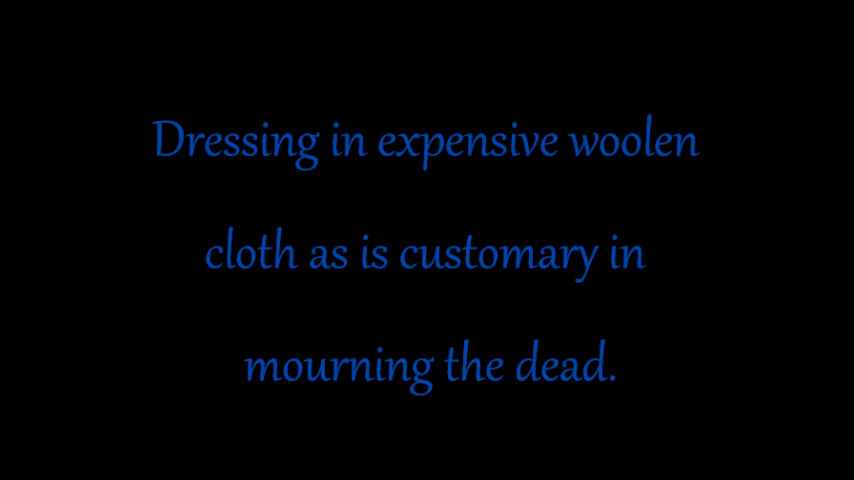 Dressing in expensive woolen
cloth as is customary in
mourning the dead.